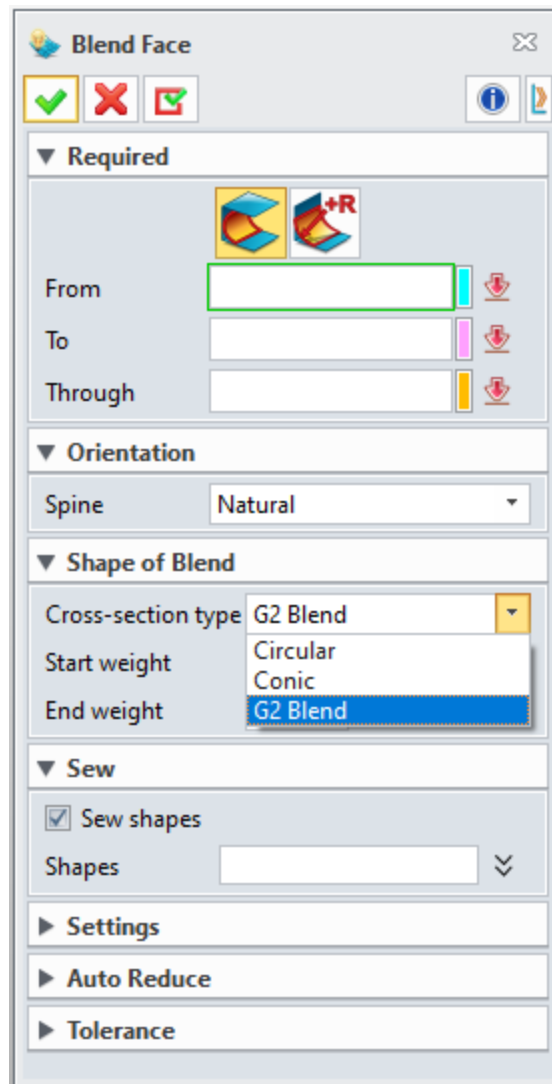 Blend Face
Required
+R
From
To
Through
Orientation
Spine Natural
Shape of Blend
Cross-section type G2 Blend
Circular
Start weight
Conic
End weight
G2 Blend
Sew
Sew shapes
Shapes
Settings
Auto Reduce
Tolerance